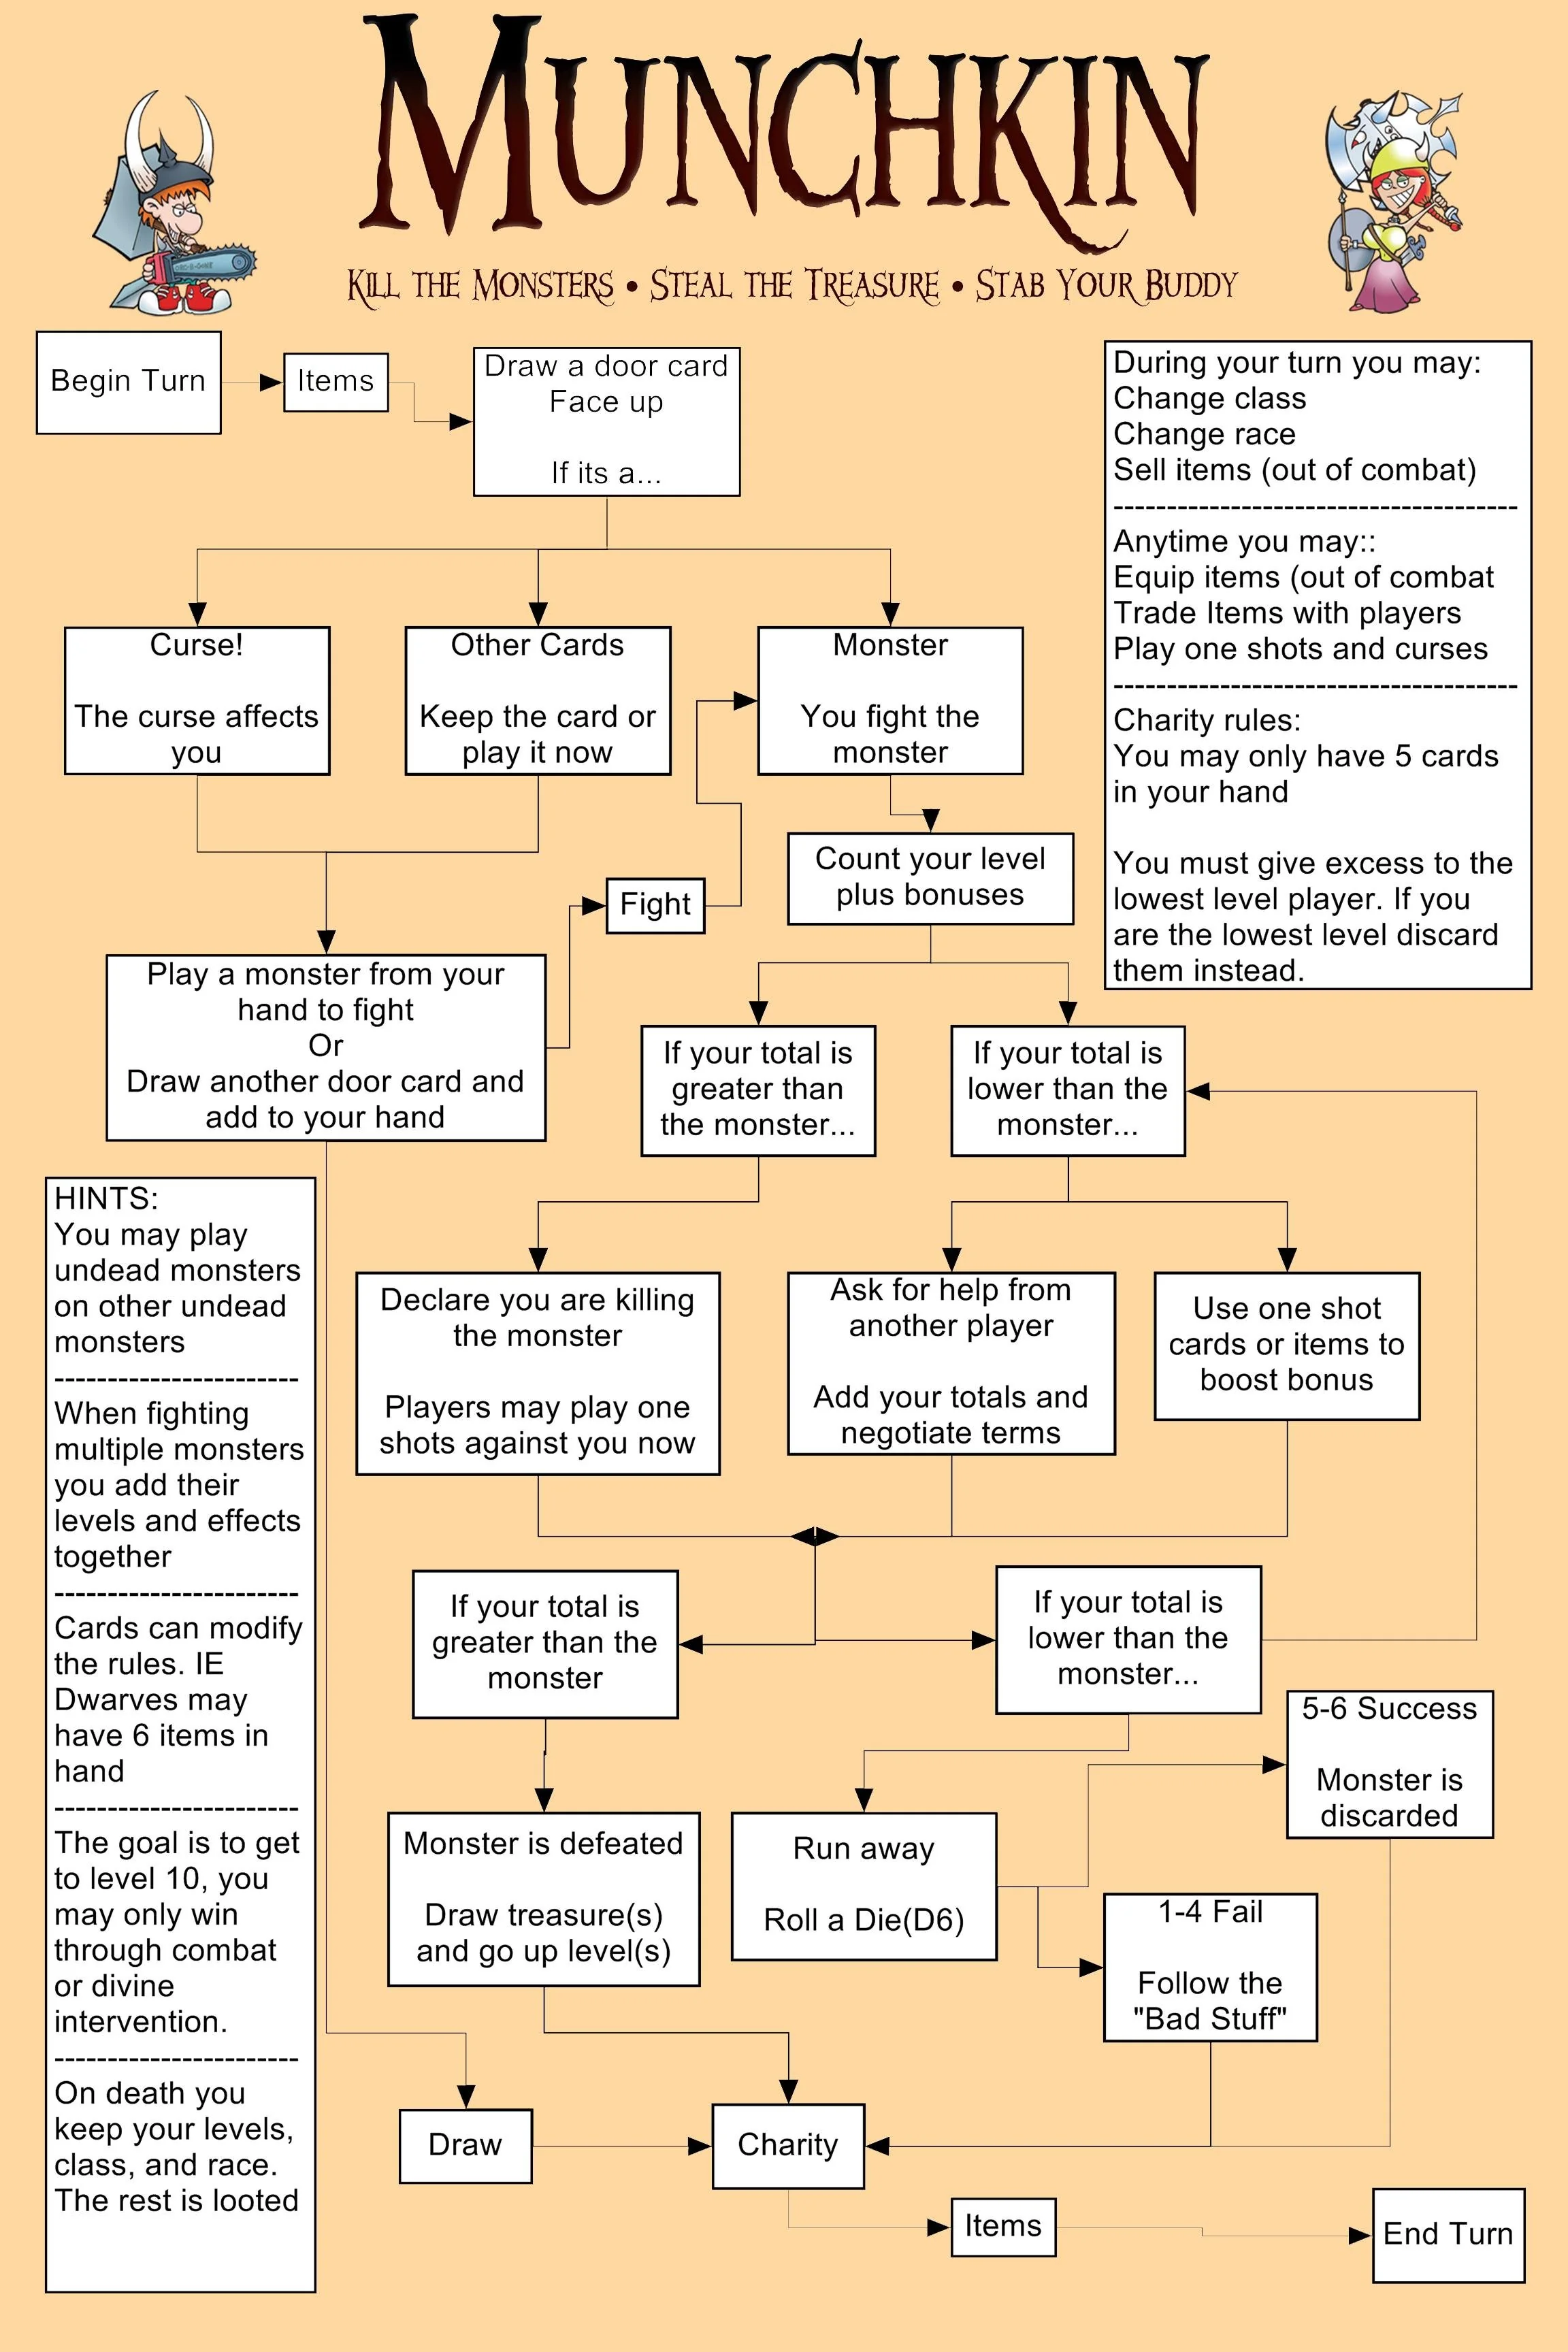 MUNCHKIN
KILL THE MONSTERS • STEAL THE TREASURE • STAB YOUR BUDDY
Begin Turn
Items
Draw a door card
Face up
If its a...
During your turn you may:
Change class
Change race
Sell items (out of combat)
--------------------------------------
Anytime you may::
Equip items (out of combat
Trade Items with players
Play one shots and curses
--------------------------------------
Charity rules:
You may only have 5 cards
in your hand
You must give excess to the
lowest level player. If you
are the lowest level discard
them instead.
Curse!
The curse affects
you
Other Cards
Keep the card or
play it now
Monster
You fight the
monster
Count your level
plus bonuses
Fight
Play a monster from your
hand to fight
Or
Draw another door card and
add to your hand
If your total is
greater than
the monster...
If your total is
lower than the
monster...
HINTS:
You may play
undead monsters
on other undead
monsters
-----------------------
When fighting
multiple monsters
you add their
levels and effects
together
-----------------------
Cards can modify
the rules. IE
Dwarves may
have 6 items in
hand
-----------------------
The goal is to get
to level 10, you
may only win
through combat
or divine
intervention.
-----------------------
On death you
keep your levels,
class, and race.
The rest is looted
Declare you are killing
the monster
Players may play one
shots against you now
Ask for help from
another player
Add your totals and
negotiate terms
Use one shot
cards or items to
boost bonus
If your total is
greater than the
monster
If your total is
lower than the
monster...
5-6 Success
Monster is
discarded
Monster is defeated
Draw treasure(s)
and go up level(s)
Run away
Roll a Die(D6)
1-4 Fail
Follow the
"Bad Stuff"
Draw
Charity
Items
End Turn